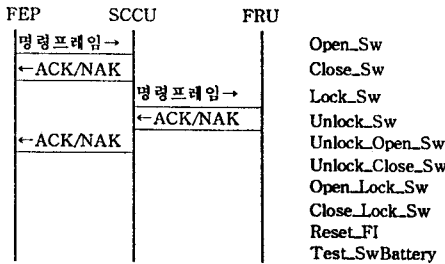 FEP SCCU FRU
명령프레임→ Open_Sw
←ACK/NAK Close_Sw
명령프레임→ Lock_Sw
←ACK/NAK Unlock_Sw
←ACK/NAK Unlock_Open_Sw
Unlock_Close_Sw
Open_Lock_Sw
Close_Lock_Sw
Reset_FI
Test_SwBattery